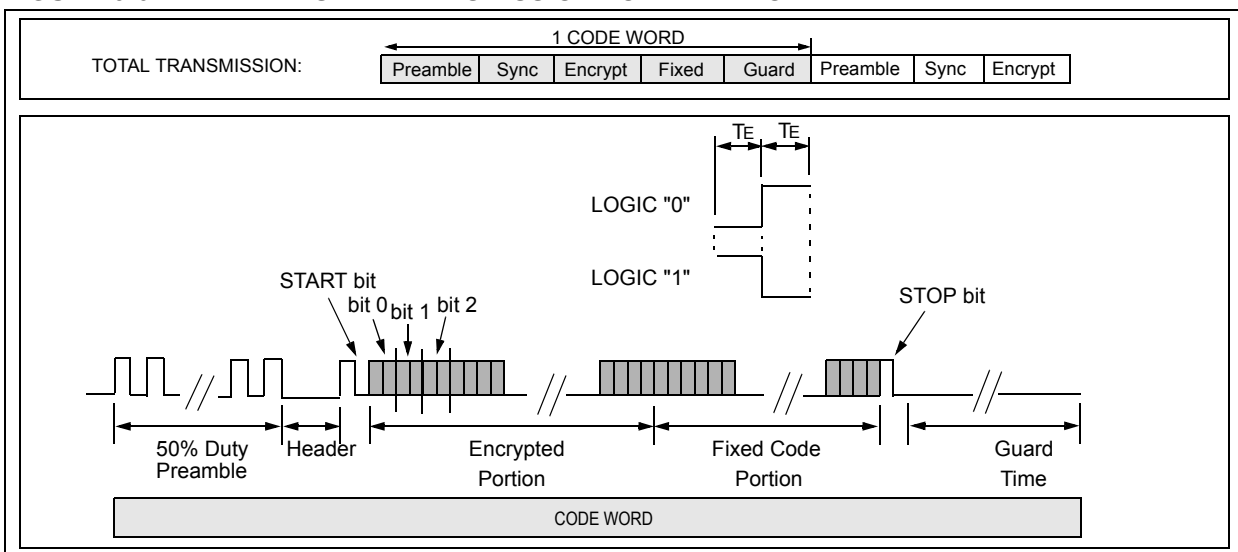 1 CODE WORD
TOTAL TRANSMISSION:
Preamble Sync Encrypt Fixed Guard Preamble Sync Encrypt
TE TE
LOGIC "0"
LOGIC "1"
START bit
bit 0 bit 1 bit 2
STOP bit
50% Duty
Preamble
Header
Encrypted
Portion
Fixed Code
Portion
Guard
Time
CODE WORD